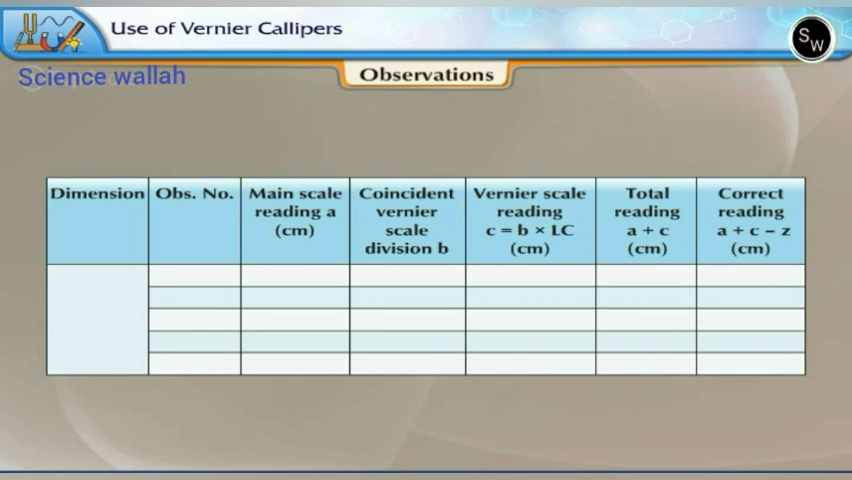 Use of Vernier Callipers
SW
Science wallah
Observations
Dimension
Obs. No.
Main scale
reading a
(cm)
Coincident
vernier
scale
division b
Vernier scale
reading
c = b × LC
(cm)
Total
reading
a + c
(cm)
Correct
reading
a + c – z
(cm)